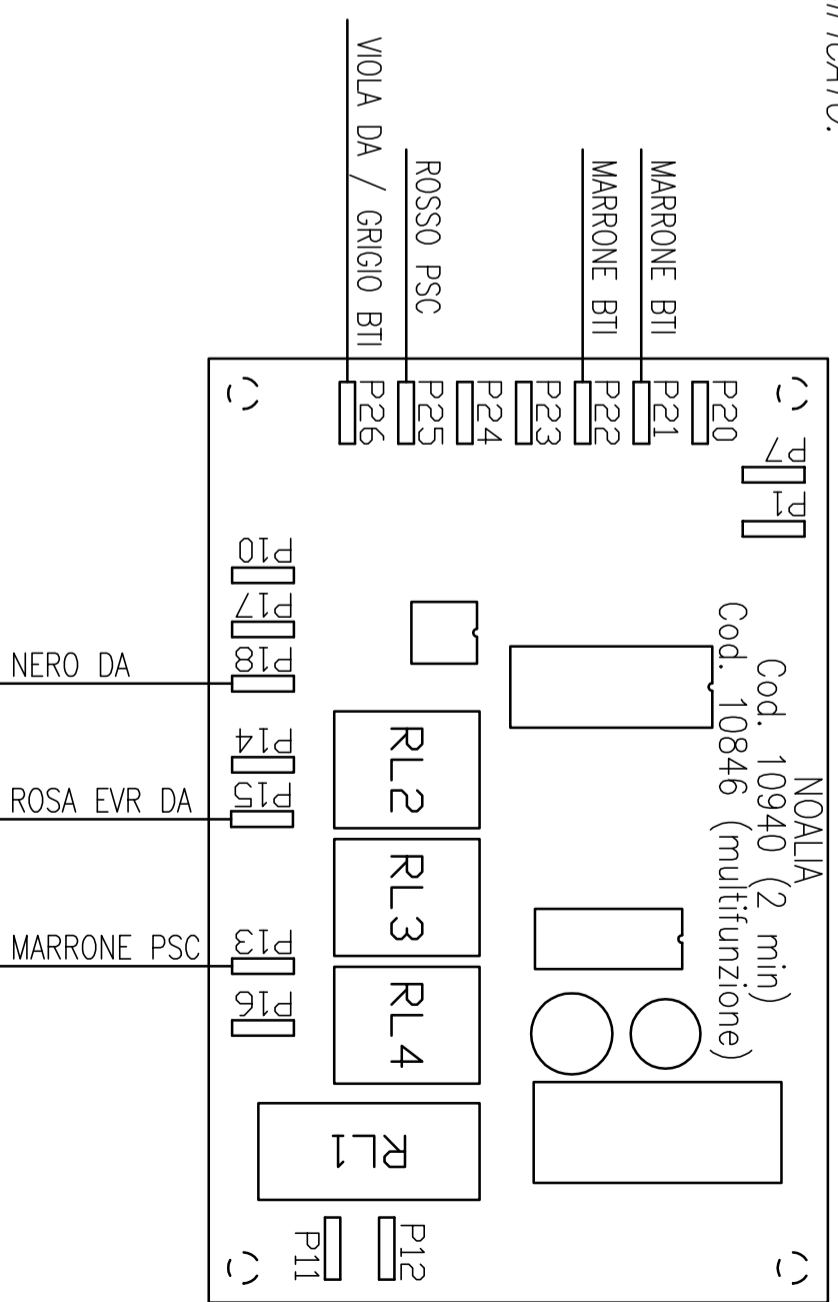 MARRONE BTI
MARRONE BTI
ROSSO PSC
VIOLA DA / GRIGIO BTI
P20
P21
P22
P23
P24
P25
P26
P7
P1
NOALIA
Cod. 10940 (2 min)
Cod. 10846 (multifunzione)
P10
P17
P18
P14
P15
P13
P16
NERO DA
ROSA EVR DA
MARRONE PSC
RL2
RL3
RL4
RL1
P12
P11